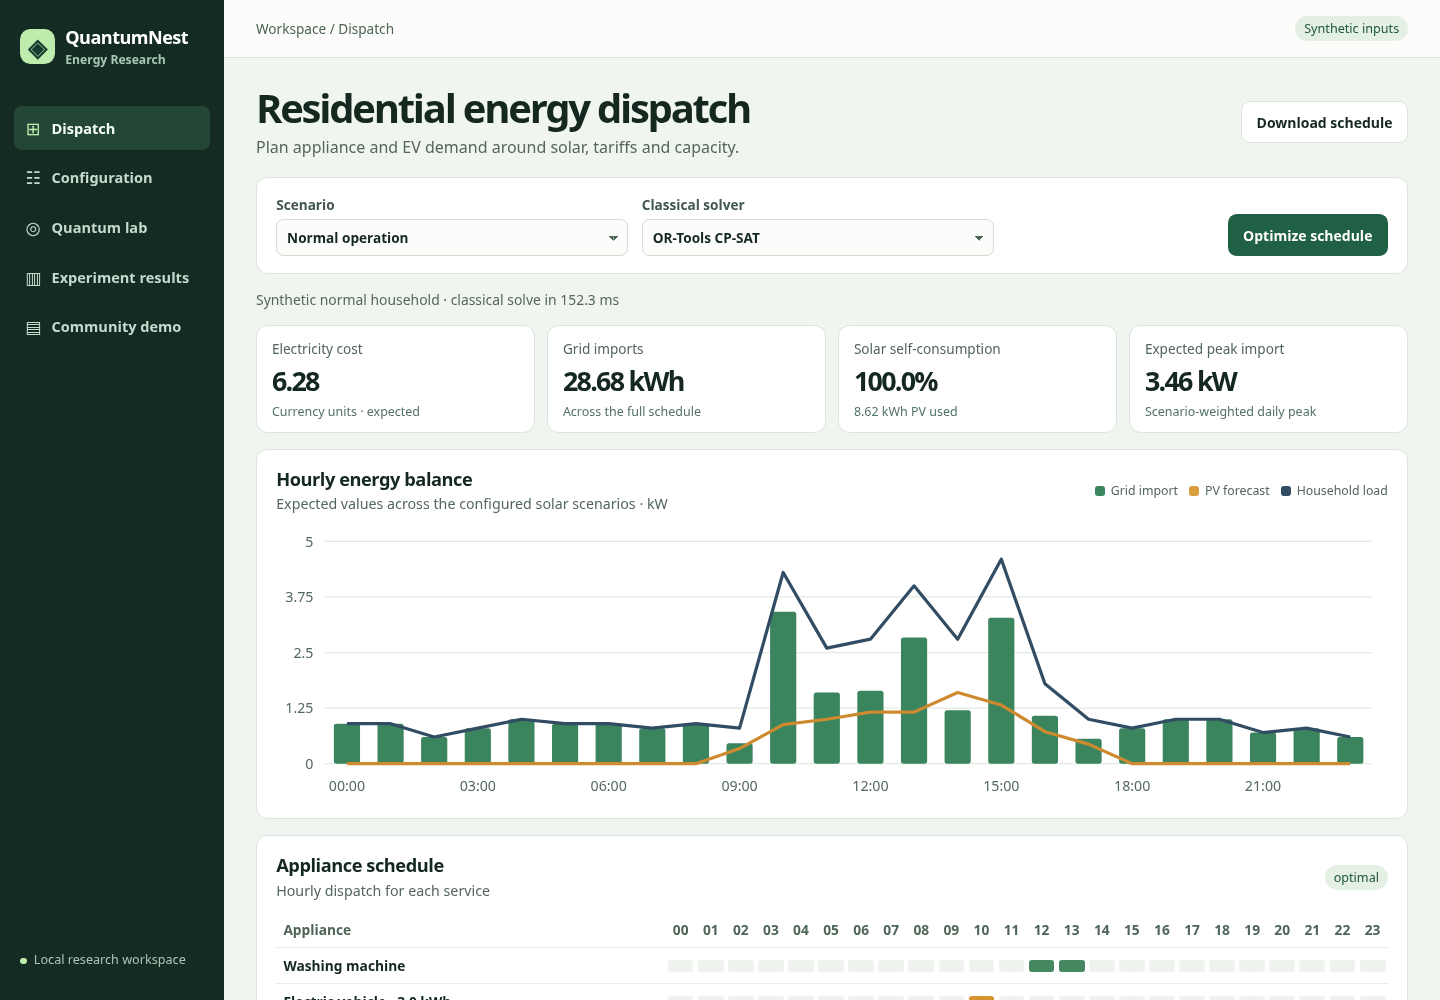 QuantumNest
Energy Research
Dispatch
Configuration
Quantum lab
Experiment results
Community demo
Local research workspace
Workspace / Dispatch
Synthetic inputs
Residential energy dispatch
Plan appliance and EV demand around solar, tariffs and capacity.
Download schedule
Scenario
Classical solver
Normal operation
OR-Tools CP-SAT
Optimize schedule
Synthetic normal household · classical solve in 152.3 ms
Electricity cost
6.28
Currency units · expected
Grid imports
28.68 kWh
Across the full schedule
Solar self-consumption
100.0%
8.62 kWh PV used
Expected peak import
3.46 kW
Scenario-weighted daily peak
Hourly energy balance
Expected values across the configured solar scenarios · kW
Grid import PV forecast Household load
5
3.75
2.5
1.25
0
00:00 03:00 06:00 09:00 12:00 15:00 18:00 21:00
Appliance schedule
Hourly dispatch for each service
optimal
Appliance 00 01 02 03 04 05 06 07 08 09 10 11 12 13 14 15 16 17 18 19 20 21 22 23
Washing machine
Electric vehicle · 3.0 kWh